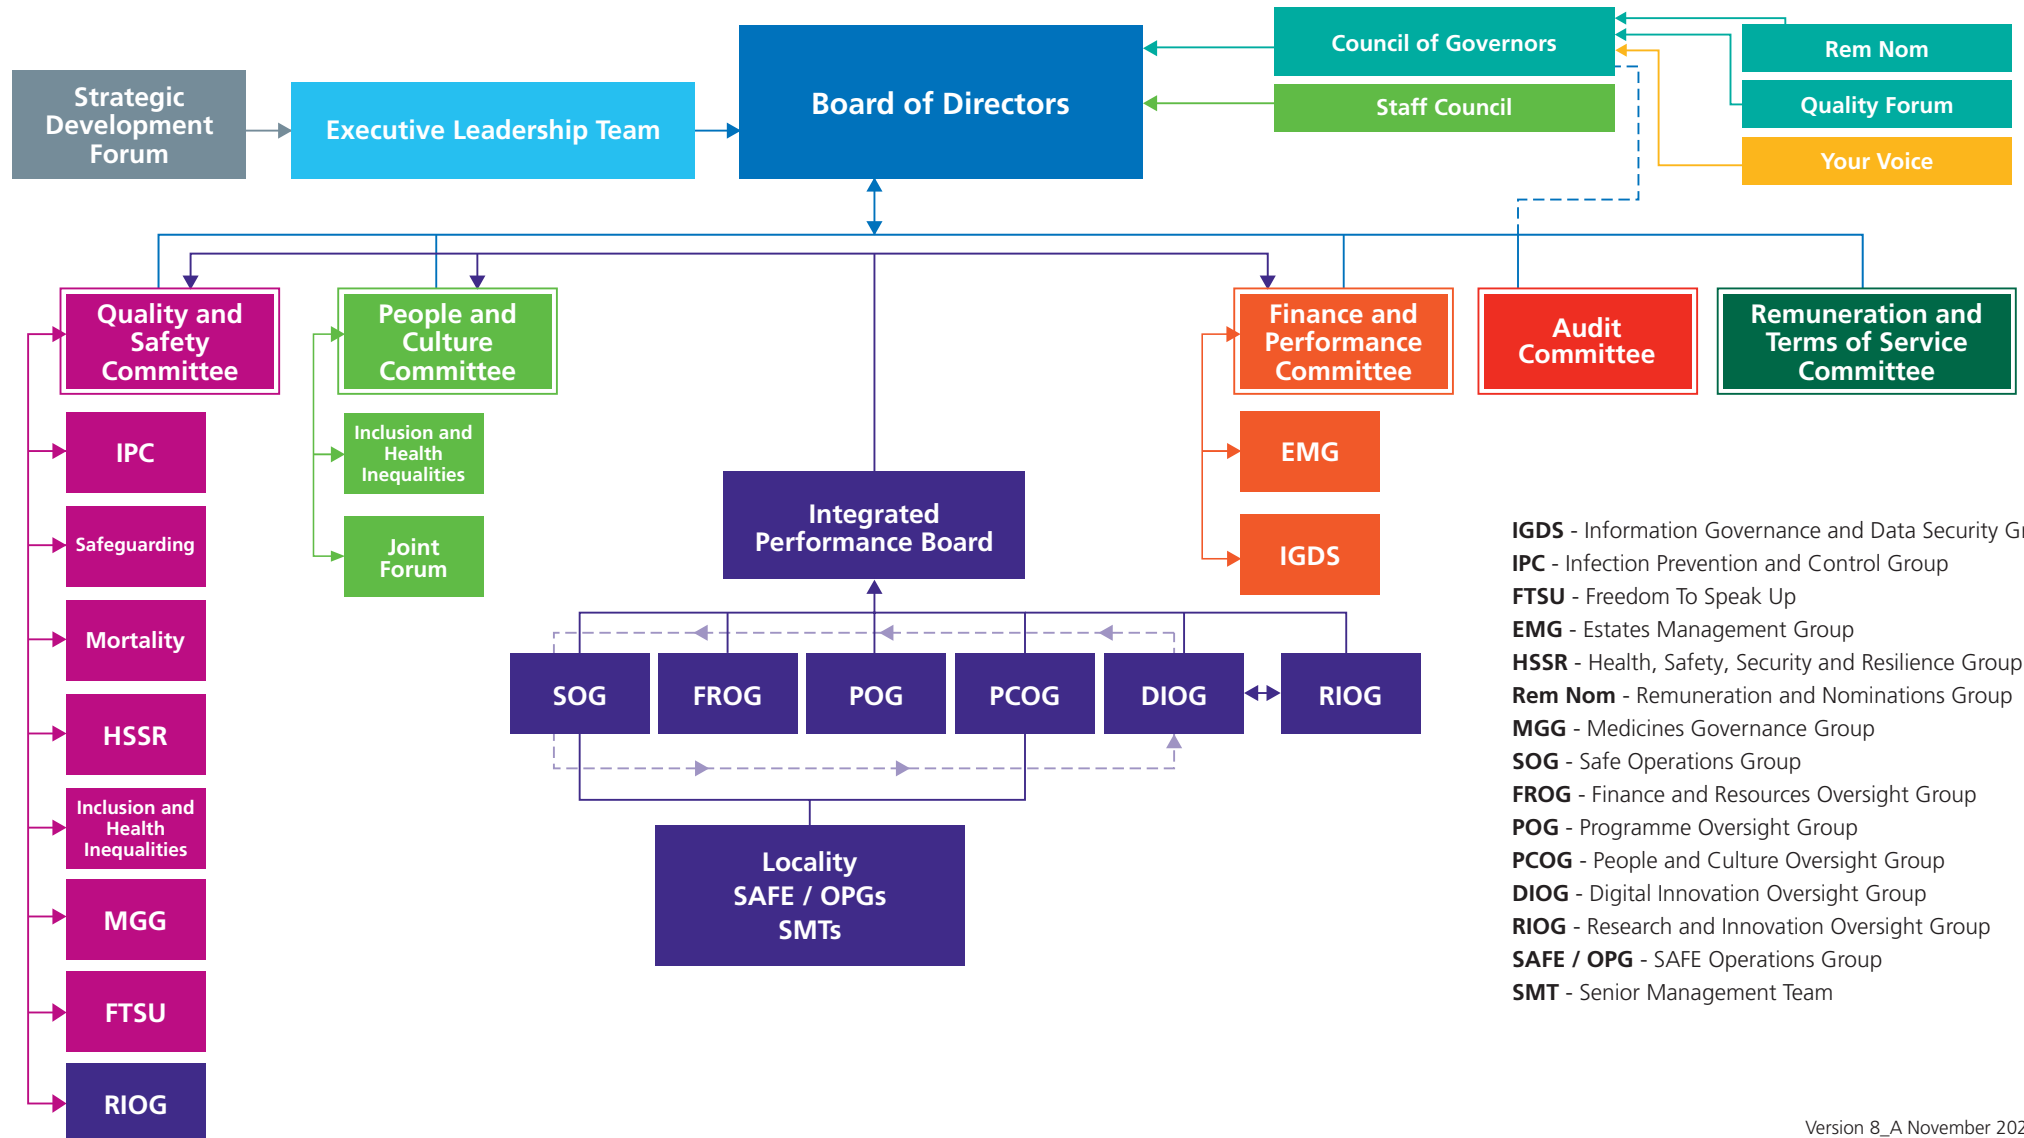 Strategic
Development
Forum
Executive Leadership Team
Board of Directors
Council of Governors
Staff Council
Rem Nom
Quality Forum
Your Voice
Quality and
Safety
Committee
People and
Culture
Committee
Finance and
Performance
Committee
Audit
Committee
Remuneration and
Terms of Service
Committee
IPC
Safeguarding
Mortality
HSSR
Inclusion and
Health
Inequalities
MGG
FTSU
RIOG
Inclusion and
Health
Inequalities
Joint
Forum
Integrated
Performance Board
EMG
IGDS
SOG
FROG
POG
PCOG
DIOG
RIOG
Locality
SAFE / OPGs
SMTs
IGDS - Information Governance and Data Security
IPC - Infection Prevention and Control Group
FTSU - Freedom To Speak Up
EMG - Estates Management Group
HSSR - Health, Safety, Security and Resilience Group
Rem Nom - Remuneration and Nominations Group
MGG - Medicines Governance Group
SOG - Safe Operations Group
FROG - Finance and Resources Oversight Group
POG - Programme Oversight Group
PCOG - People and Culture Oversight Group
DIOG - Digital Innovation Oversight Group
RIOG - Research and Innovation Oversight Group
SAFE / OPG - SAFE Operations Group
SMT - Senior Management Team
Version 8_A November